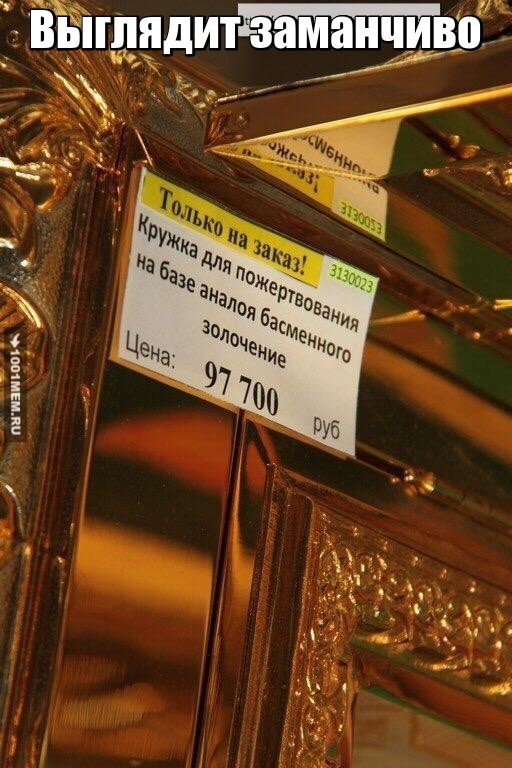 Выглядит заманчиво
Только на заказ!
3130023
Кружка для пожертвования
на базе аналоя басменного
золочение
Цена: 97 700 руб
3130023
1001MEM.RU